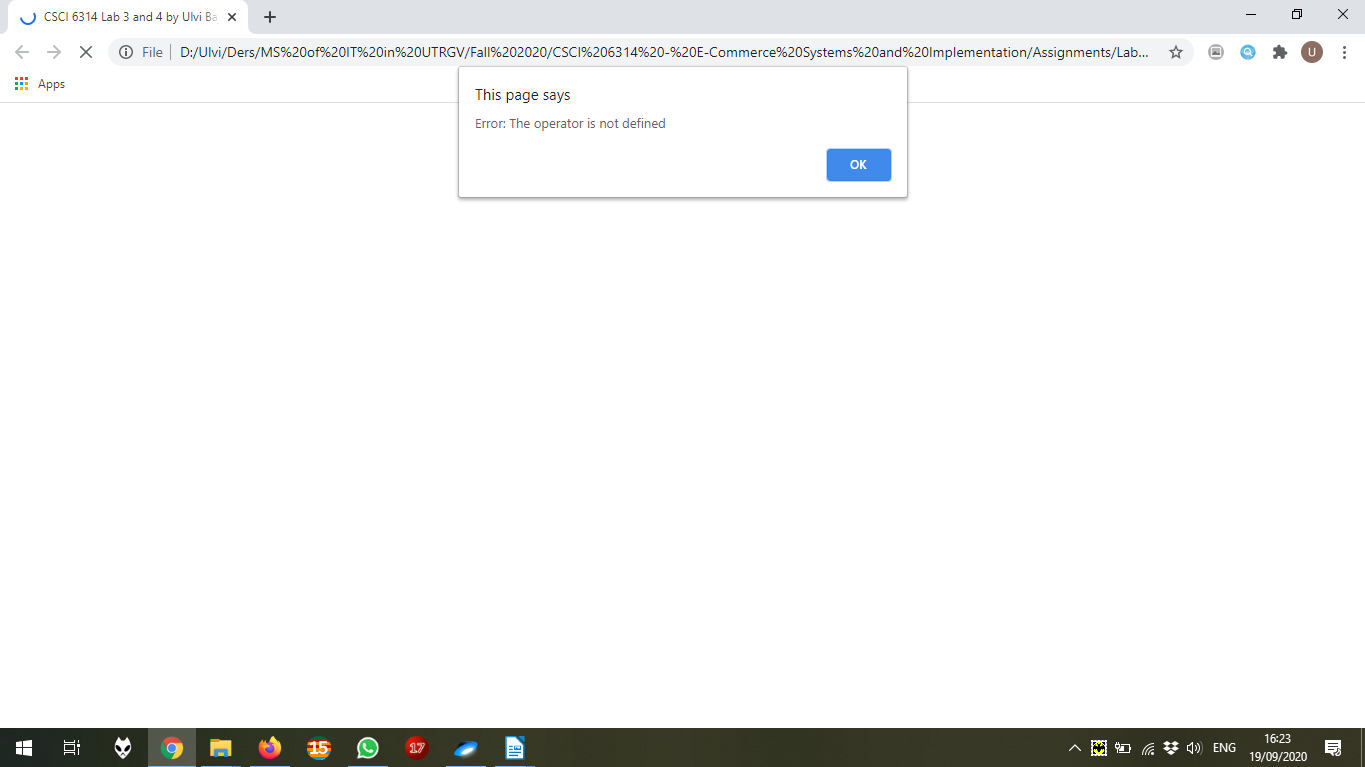 CSCI 6314 Lab 3 and 4 by Ulvi Ba
File
D:/Ulvi/Ders/MS%20of%20IT%20in%20UTRGV/Fall%202020/CSCI%206314%20-%20E-Commerce%20Systems%20and%20Implementation/Assignments/Lab...
U
Apps
This page says
Error: The operator is not defined
OK
15
17
ENG
16:23
19/09/2020